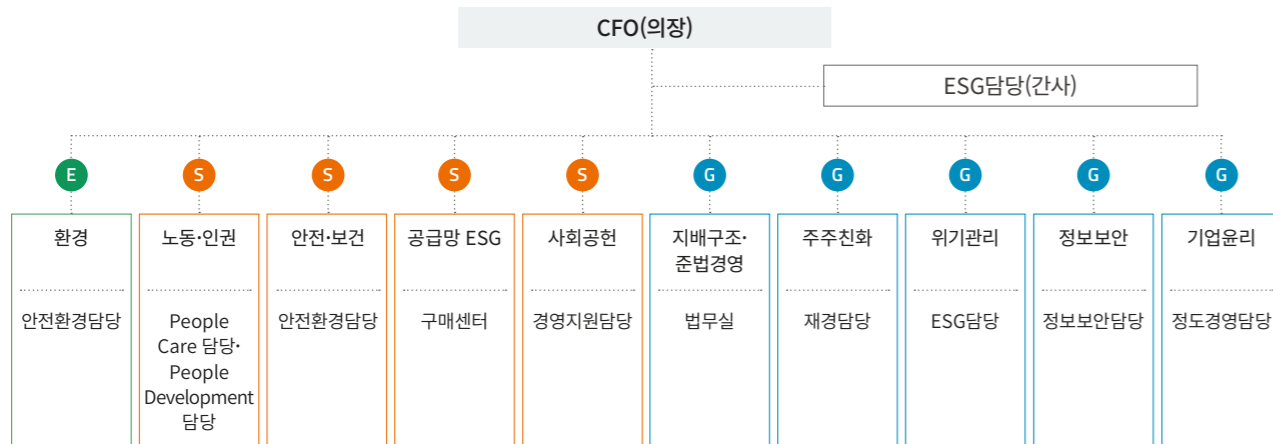 CFO(의장)
ESG담당(간사)
E
S
S
S
S
G
G
G
G
G
환경
노동·인권
안전·보건
공급망 ESG
사회공헌
지배구조·
준법경영
주주친화
위기관리
정보보안
기업윤리
안전환경담당
People
Care 담당·
People
Development
담당
안전환경담당
구매센터
경영지원담당
법무실
재경담당
ESG담당
정보보안담당
정도경영담당